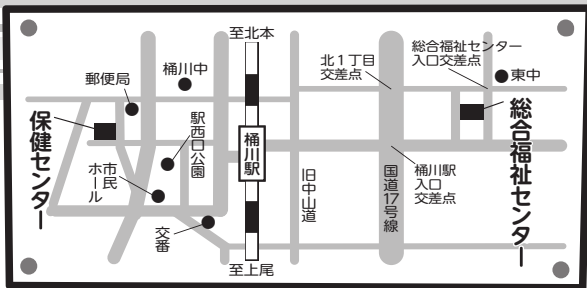 至北本
郵便局
桶川中
北1丁目
交差点
総合福祉センター
入口交差点
東中
保健センター
駅西口公園
桶川駅
総合福祉センター
市民
ホール
旧中山道
国道17号線
桶川駅
入口
交差点
交番
至上尾